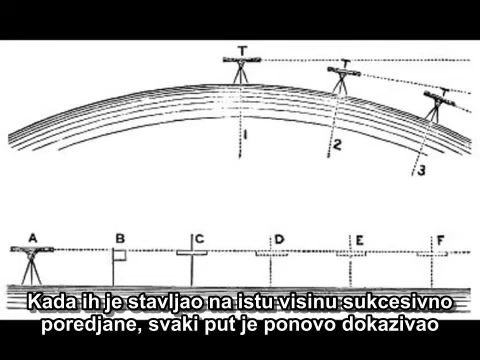 T
T
T
1
2
3
A B C D E F
Kada ih je stavljao na istu visinu sukcesivno
poredjane, svaki put je ponovo dokazivao